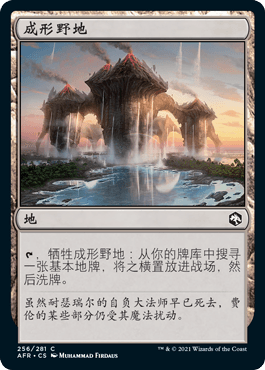 成形野地
地
，牺牲成形野地：从你的牌库中搜寻
一张基本地牌，将之横置放进战场，然
后洗牌。
虽然耐瑟瑞尔的自负大法师早已死去，费
伦的某些部分仍受其魔法扰动。
256/281 C
AFR • CS MUHAMMAD FIRDAUS
™ & © 2021 Wizards of the Coast